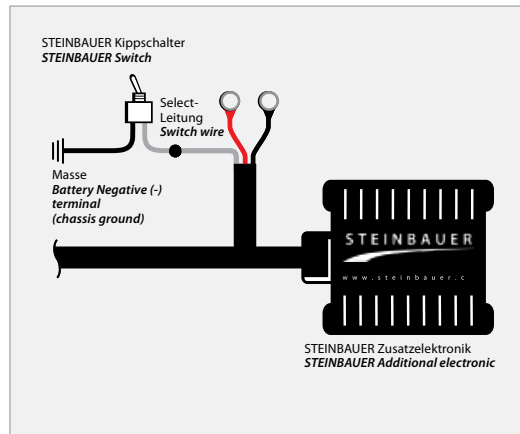 STEINBAUER Kippschalter
STEINBAUER Switch
Select-
Leitung
Switch wire
Masse
Battery Negative (-)
terminal
(chassis ground)
STEINBAUER
www.steinbauer.c
STEINBAUER Zusatzelektronik
STEINBAUER Additional electronic